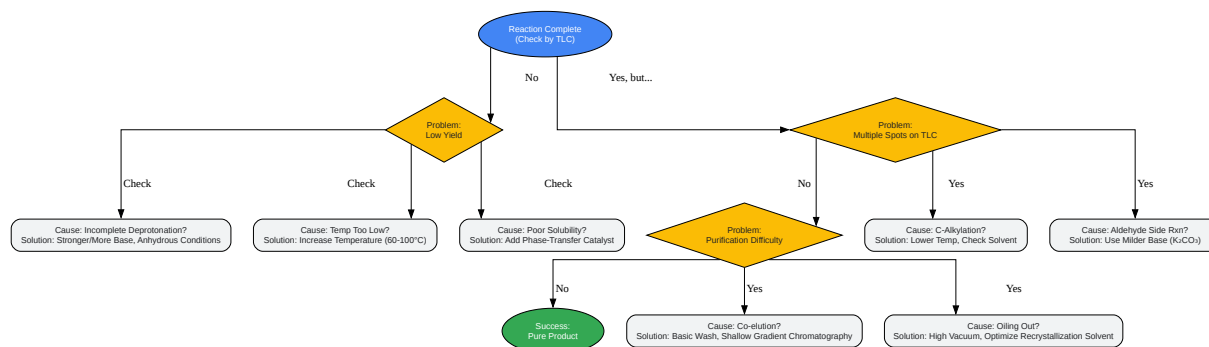 Reaction Complete
(Check by TLC)
No
Yes, but...
Problem:
Low Yield
Problem:
Multiple Spots on TLC
Check
Check
Check
No
Yes
Yes
Cause: Incomplete Deprotonation?
Solution: Stronger/More Base, Anhydrous Conditions
Cause: Temp Too Low?
Solution: Increase Temperature (60-100°C)
Cause: Poor Solubility?
Solution: Add Phase-Transfer Catalyst
Problem:
Purification Difficulty
Cause: C-Alkylation?
Solution: Lower Temp, Check Solvent
Cause: Aldehyde Side Rxn?
Solution: Use Milder Base (K₂CO₃)
No
Yes
Yes
Success:
Pure Product
Cause: Co-elution?
Solution: Basic Wash, Shallow Gradient Chromatography
Cause: Oiling Out?
Solution: High Vacuum, Optimize Recrystallization Solvent